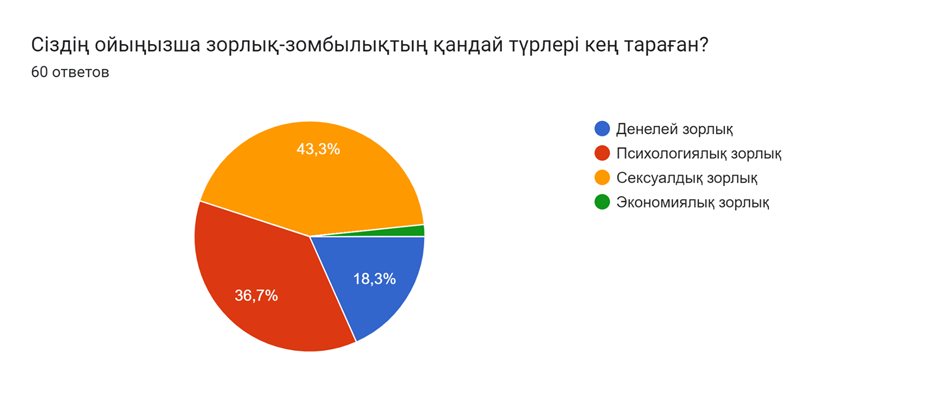 Сіздің ойыңызша зорлық-зомбылықтың қандай түрлері кең тараған?
60 ответов
43,3%
36,7%
18,3%
Денелей зорлық
Психологиялық зорлық
Сексуалдық зорлық
Экономиялық зорлық